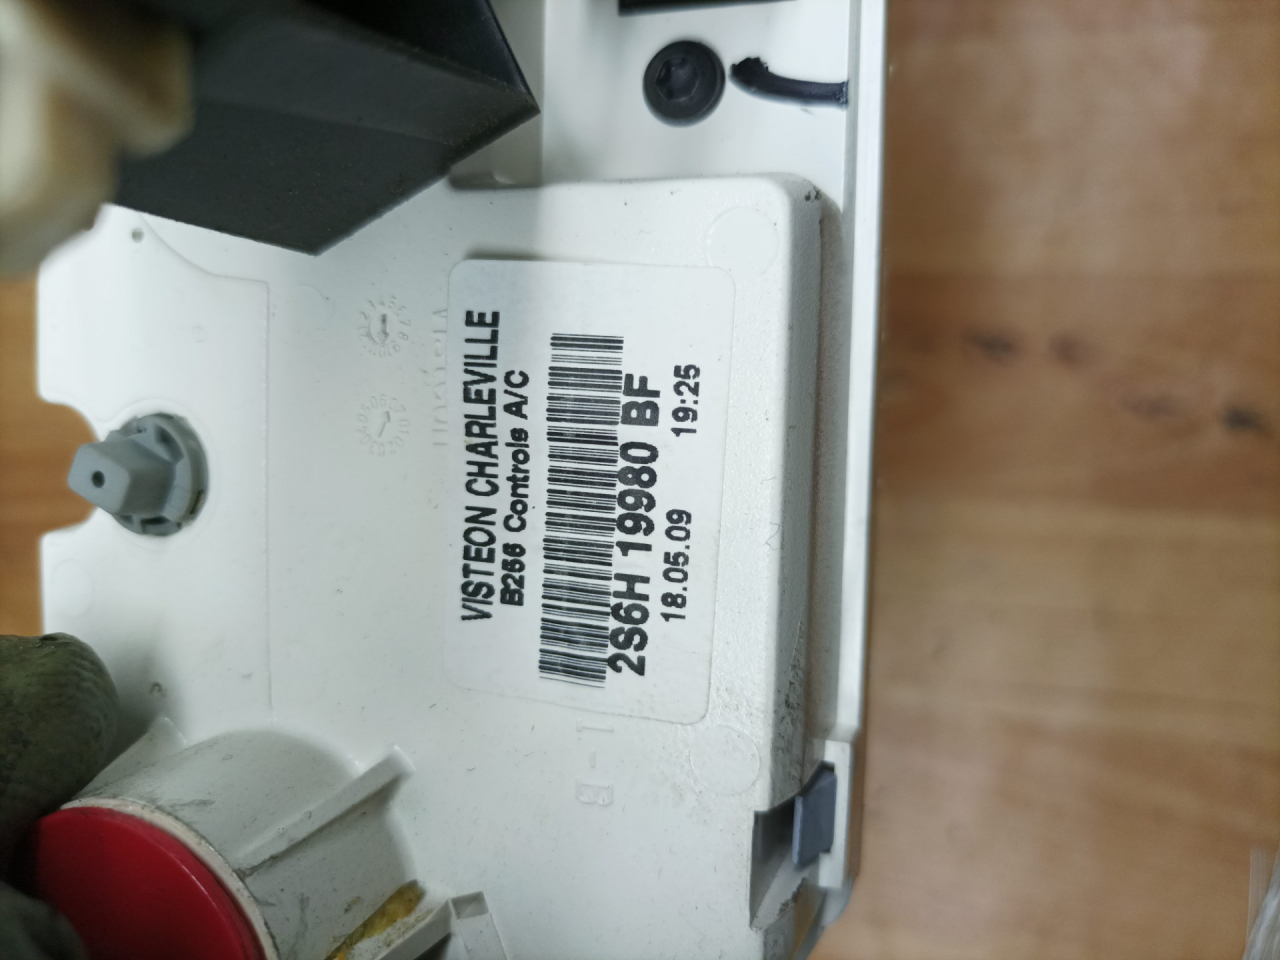 VISTEON CHARLEVILLE
B256 Controls A/C
2S6H 19980 BF
18.05.09 19:25